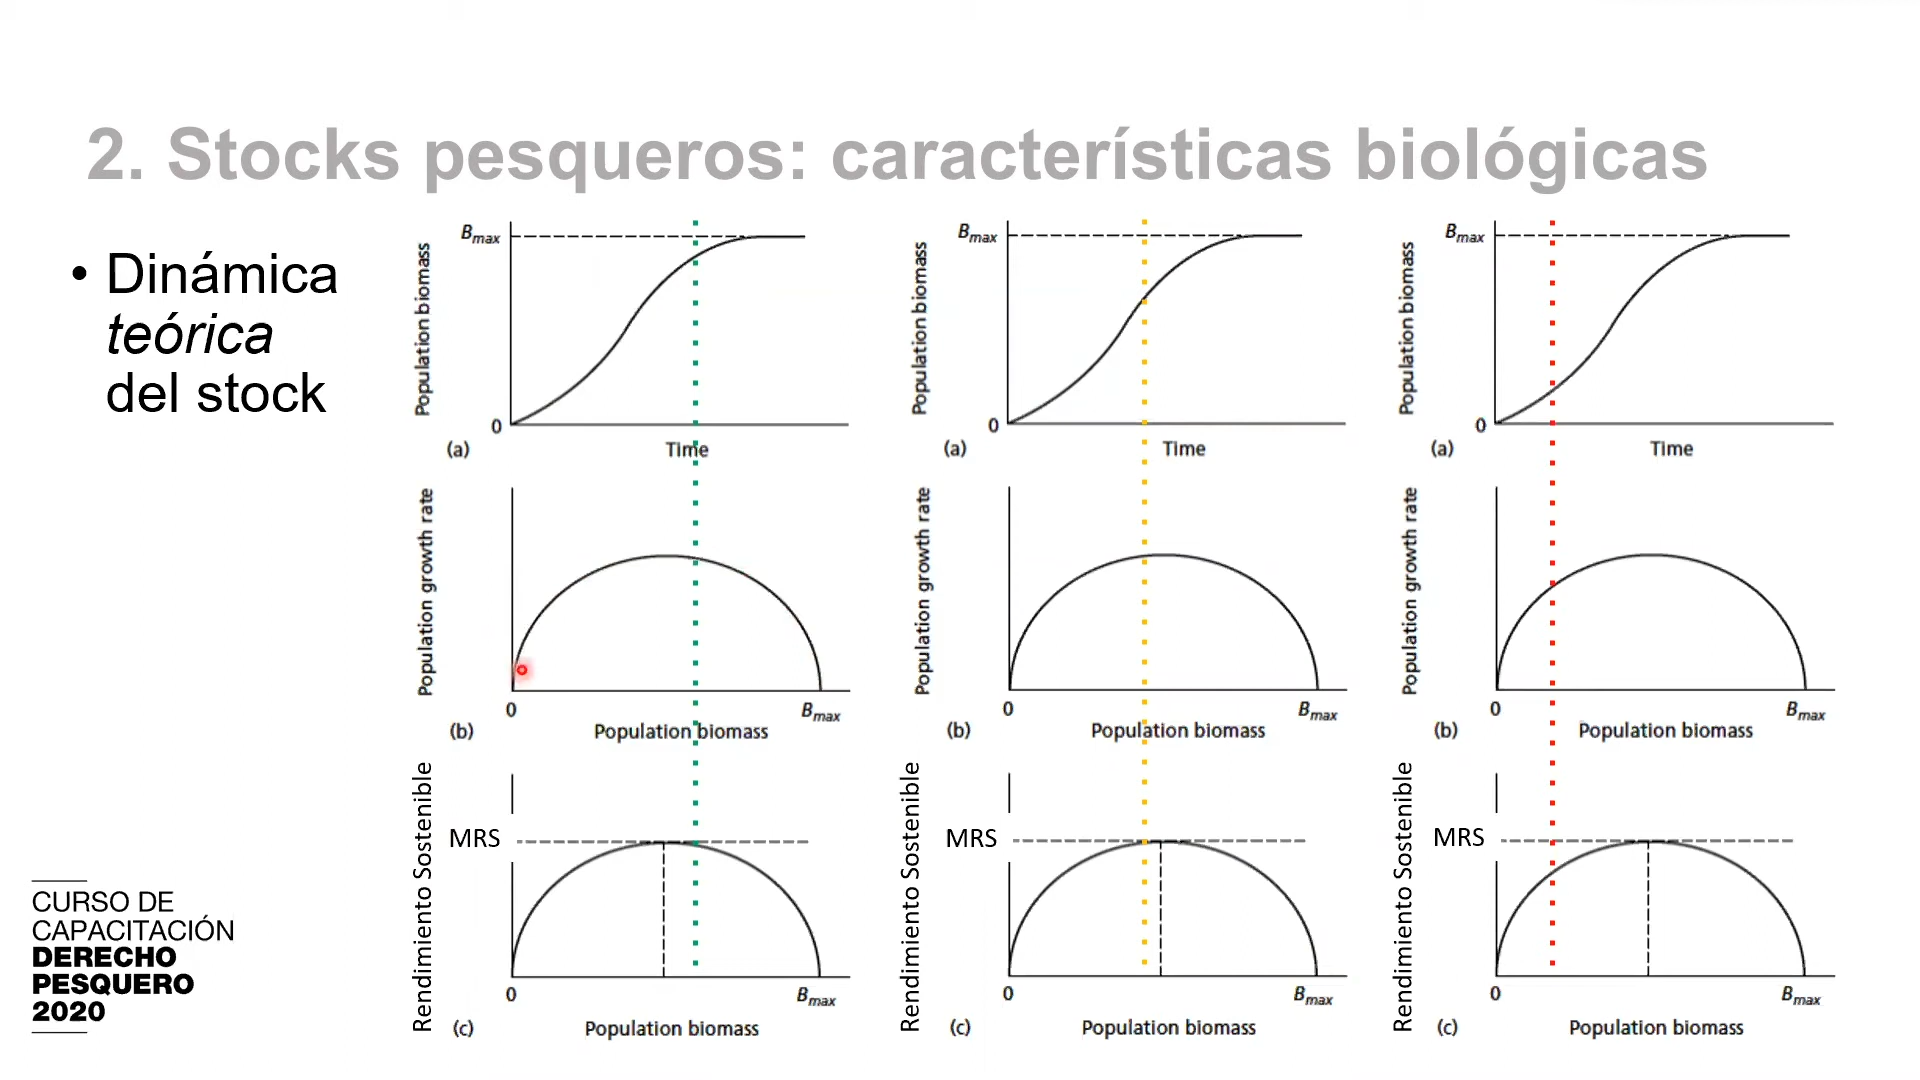 2. Stocks pesqueros: características biológicas
• Dinámica
teórica
del stock
Population biomass
Bmax
0
(a)
Time
Population biomass
Bmax
0
(a)
Time
Population biomass
Bmax
0
(a)
Time
Population growth rate
0
Bmax
(b)
Population biomass
Population growth rate
0
Bmax
(b)
Population biomass
Population growth rate
0
Bmax
(b)
Population biomass
Rendimiento Sostenible
MRS
0
Bmax
(c)
Population biomass
Rendimiento Sostenible
MRS
0
Bmax
(c)
Population biomass
Rendimiento Sostenible
MRS
0
Bmax
(c)
Population biomass
CURSO DE
CAPACITACIÓN
DERECHO
PESQUERO
2020